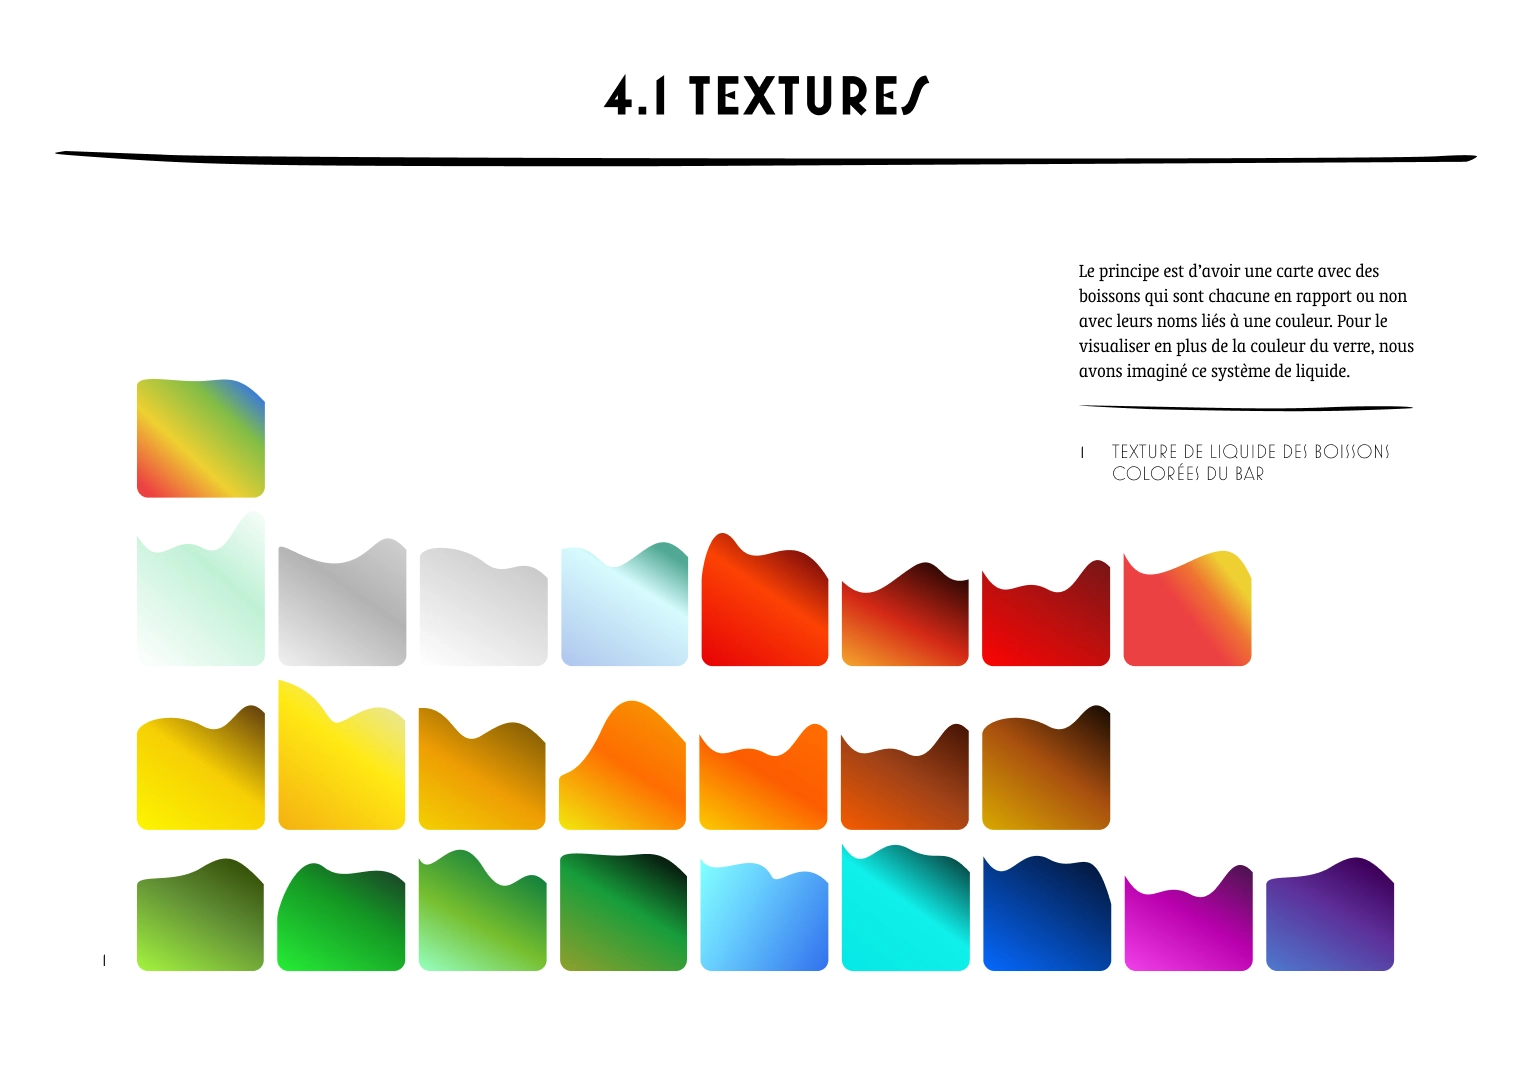 4.1 TEXTURES
Le principe est d’avoir une carte avec des
boissons qui sont chacune en rapport ou non
avec leurs noms liés à une couleur. Pour le
visualiser en plus de la couleur du verre, nous
avons imaginé ce système de liquide.
1 TEXTURE DE LIQUIDE DES BOISSONS
COLORÉES DU BAR
1